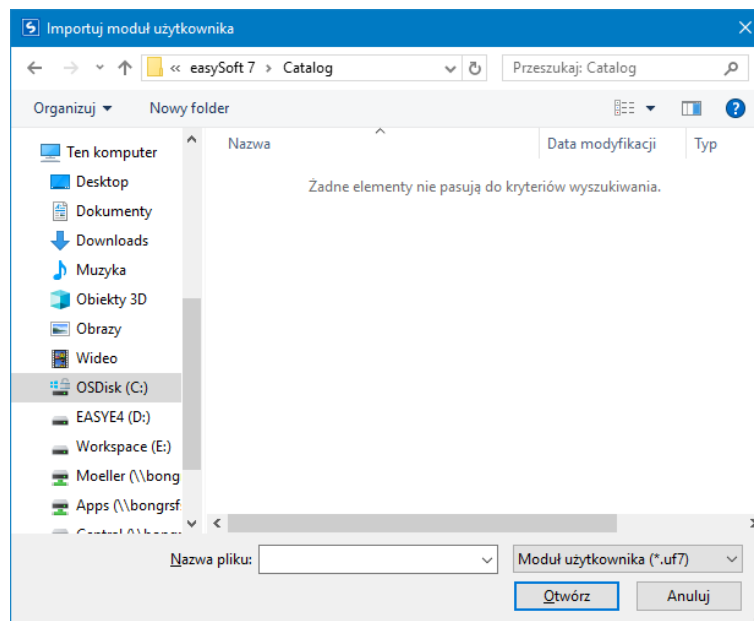 Importuj moduł użytkownika
« easySoft 7 › Catalog
Przeszukaj: Catalog
Organizuj
Nowy folder
Nazwa
Data modyfikacji
Typ
Żadne elementy nie pasują do kryteriów wyszukiwania.
Ten komputer
Desktop
Dokumenty
Downloads
Muzyka
Obiekty 3D
Obrazy
Wideo
OSDisk (C:)
EASYE4 (D:)
Workspace (E:)
Moeller (\\bong
Apps (\\bongrsf
Nazwa pliku:
Moduł użytkownika (*.uf7)
Otwórz
Anuluj